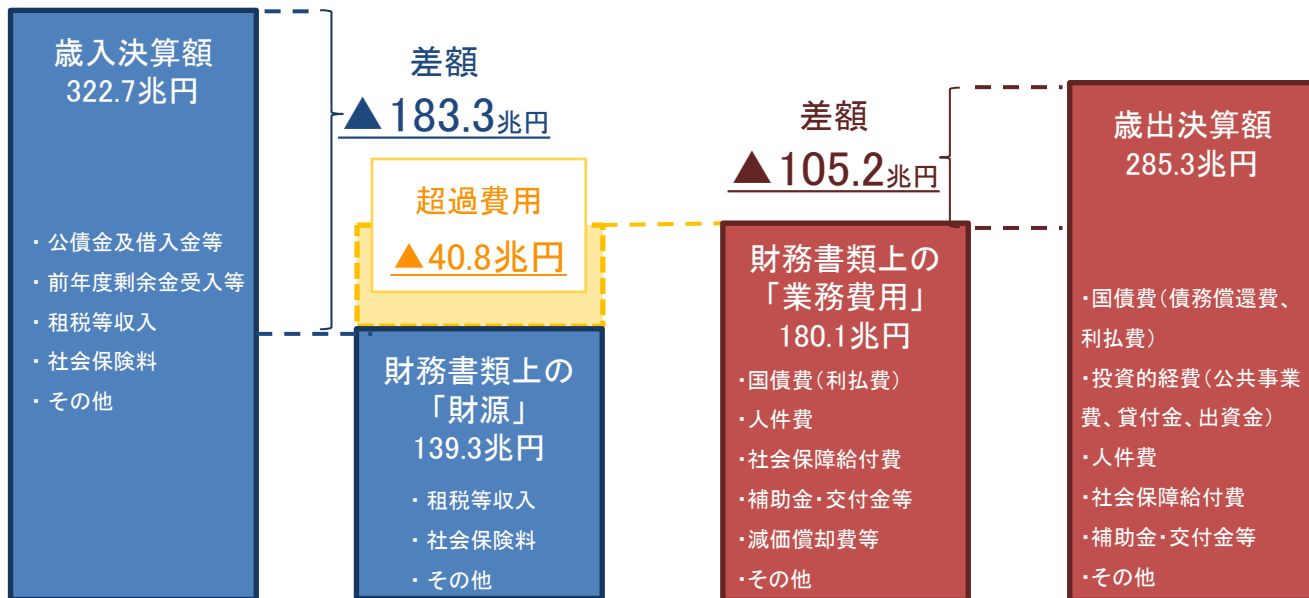 歳入決算額
322.7兆円
・公債金及借入金等
・前年度剰余金受入等
・租税等収入
・社会保険料
・その他
差額
▲183.3兆円
超過費用
▲40.8兆円
財務書類上の
「財源」
139.3兆円
・租税等収入
・社会保険料
・その他
差額
▲105.2兆円
財務書類上の
「業務費用」
180.1兆円
・国債費(利払費)
・人件費
・社会保障給付費
・補助金・交付金等
・減価償却費等
・その他
歳出決算額
285.3兆円
・国債費(債務償還費、
利払費)
・投資的経費(公共事業
費、貸付金、出資金)
・人件費
・社会保障給付費
・補助金・交付金等
・その他